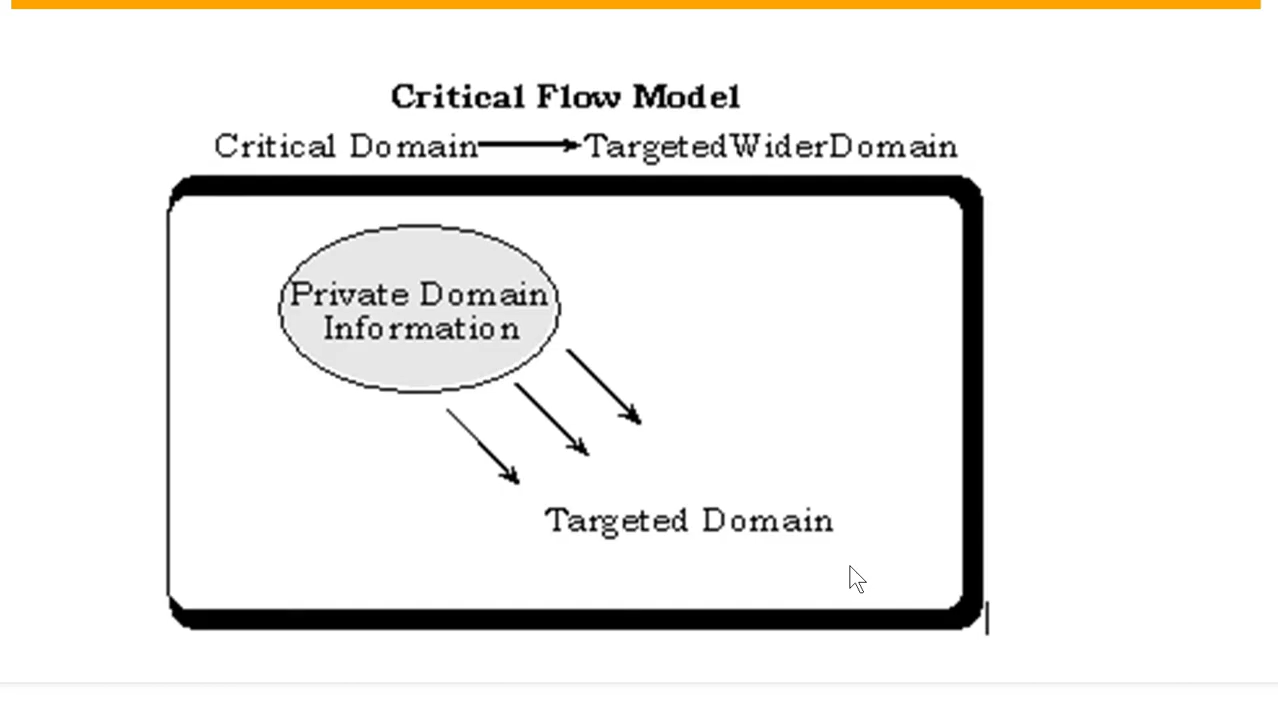 Critical Flow Model
Critical Domain TargetedWiderDomain
Private Domain
Information
Targeted Domain